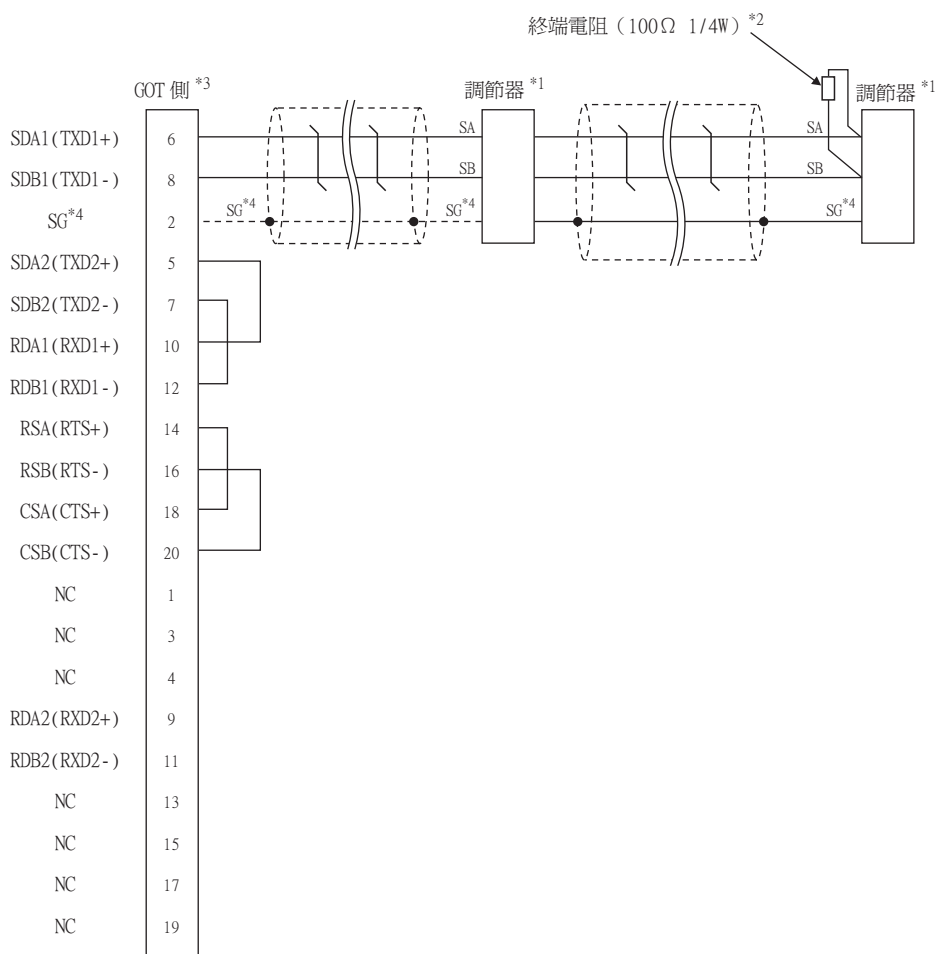 終端電阻（100Ω 1/4W）*2
GOT 側 *3
調節器 *1
調節器 *1
SDA1(TXD1+) 6 SA SA
SDB1(TXD1-) 8 SB SB
SG*4 2 SG*4 SG*4 SG*4
SDA2(TXD2+) 5
SDB2(TXD2-) 7
RDA1(RXD1+) 10
RDB1(RXD1-) 12
RSA(RTS+) 14
RSB(RTS-) 16
CSA(CTS+) 18
CSB(CTS-) 20
NC 1
NC 3
NC 4
RDA2(RXD2+) 9
RDB2(RXD2-) 11
NC 13
NC 15
NC 17
NC 19